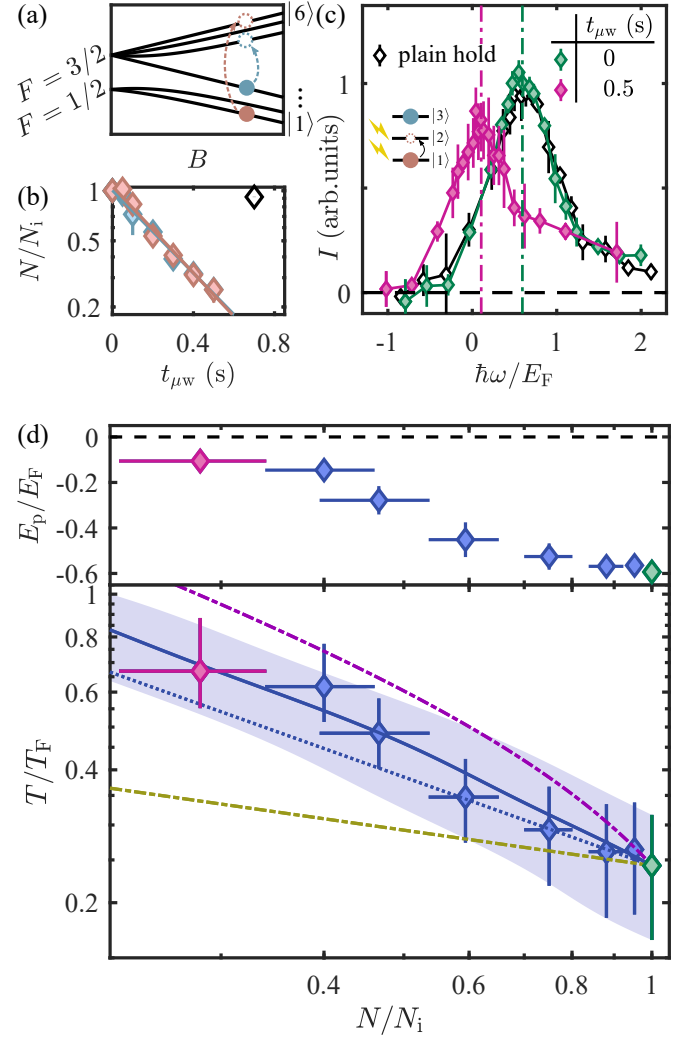 (a)
F = 3/2
F = 1/2
|6⟩
⋮
|1⟩
B
(b)
N/N_i
1
0.5
0.2
0
0.4
0.8
t_μw (s)
(c)
plain hold
t_μw (s)
0
0.5
|3⟩
|2⟩
|1⟩
I (arb.units)
1
0
-1
0
1
2
ħω/E_F
(d)
E_p/E_F
0
-0.2
-0.4
-0.6
T/T_F
1
0.8
0.6
0.4
0.2
0.4
0.6
0.8
1
N/N_i